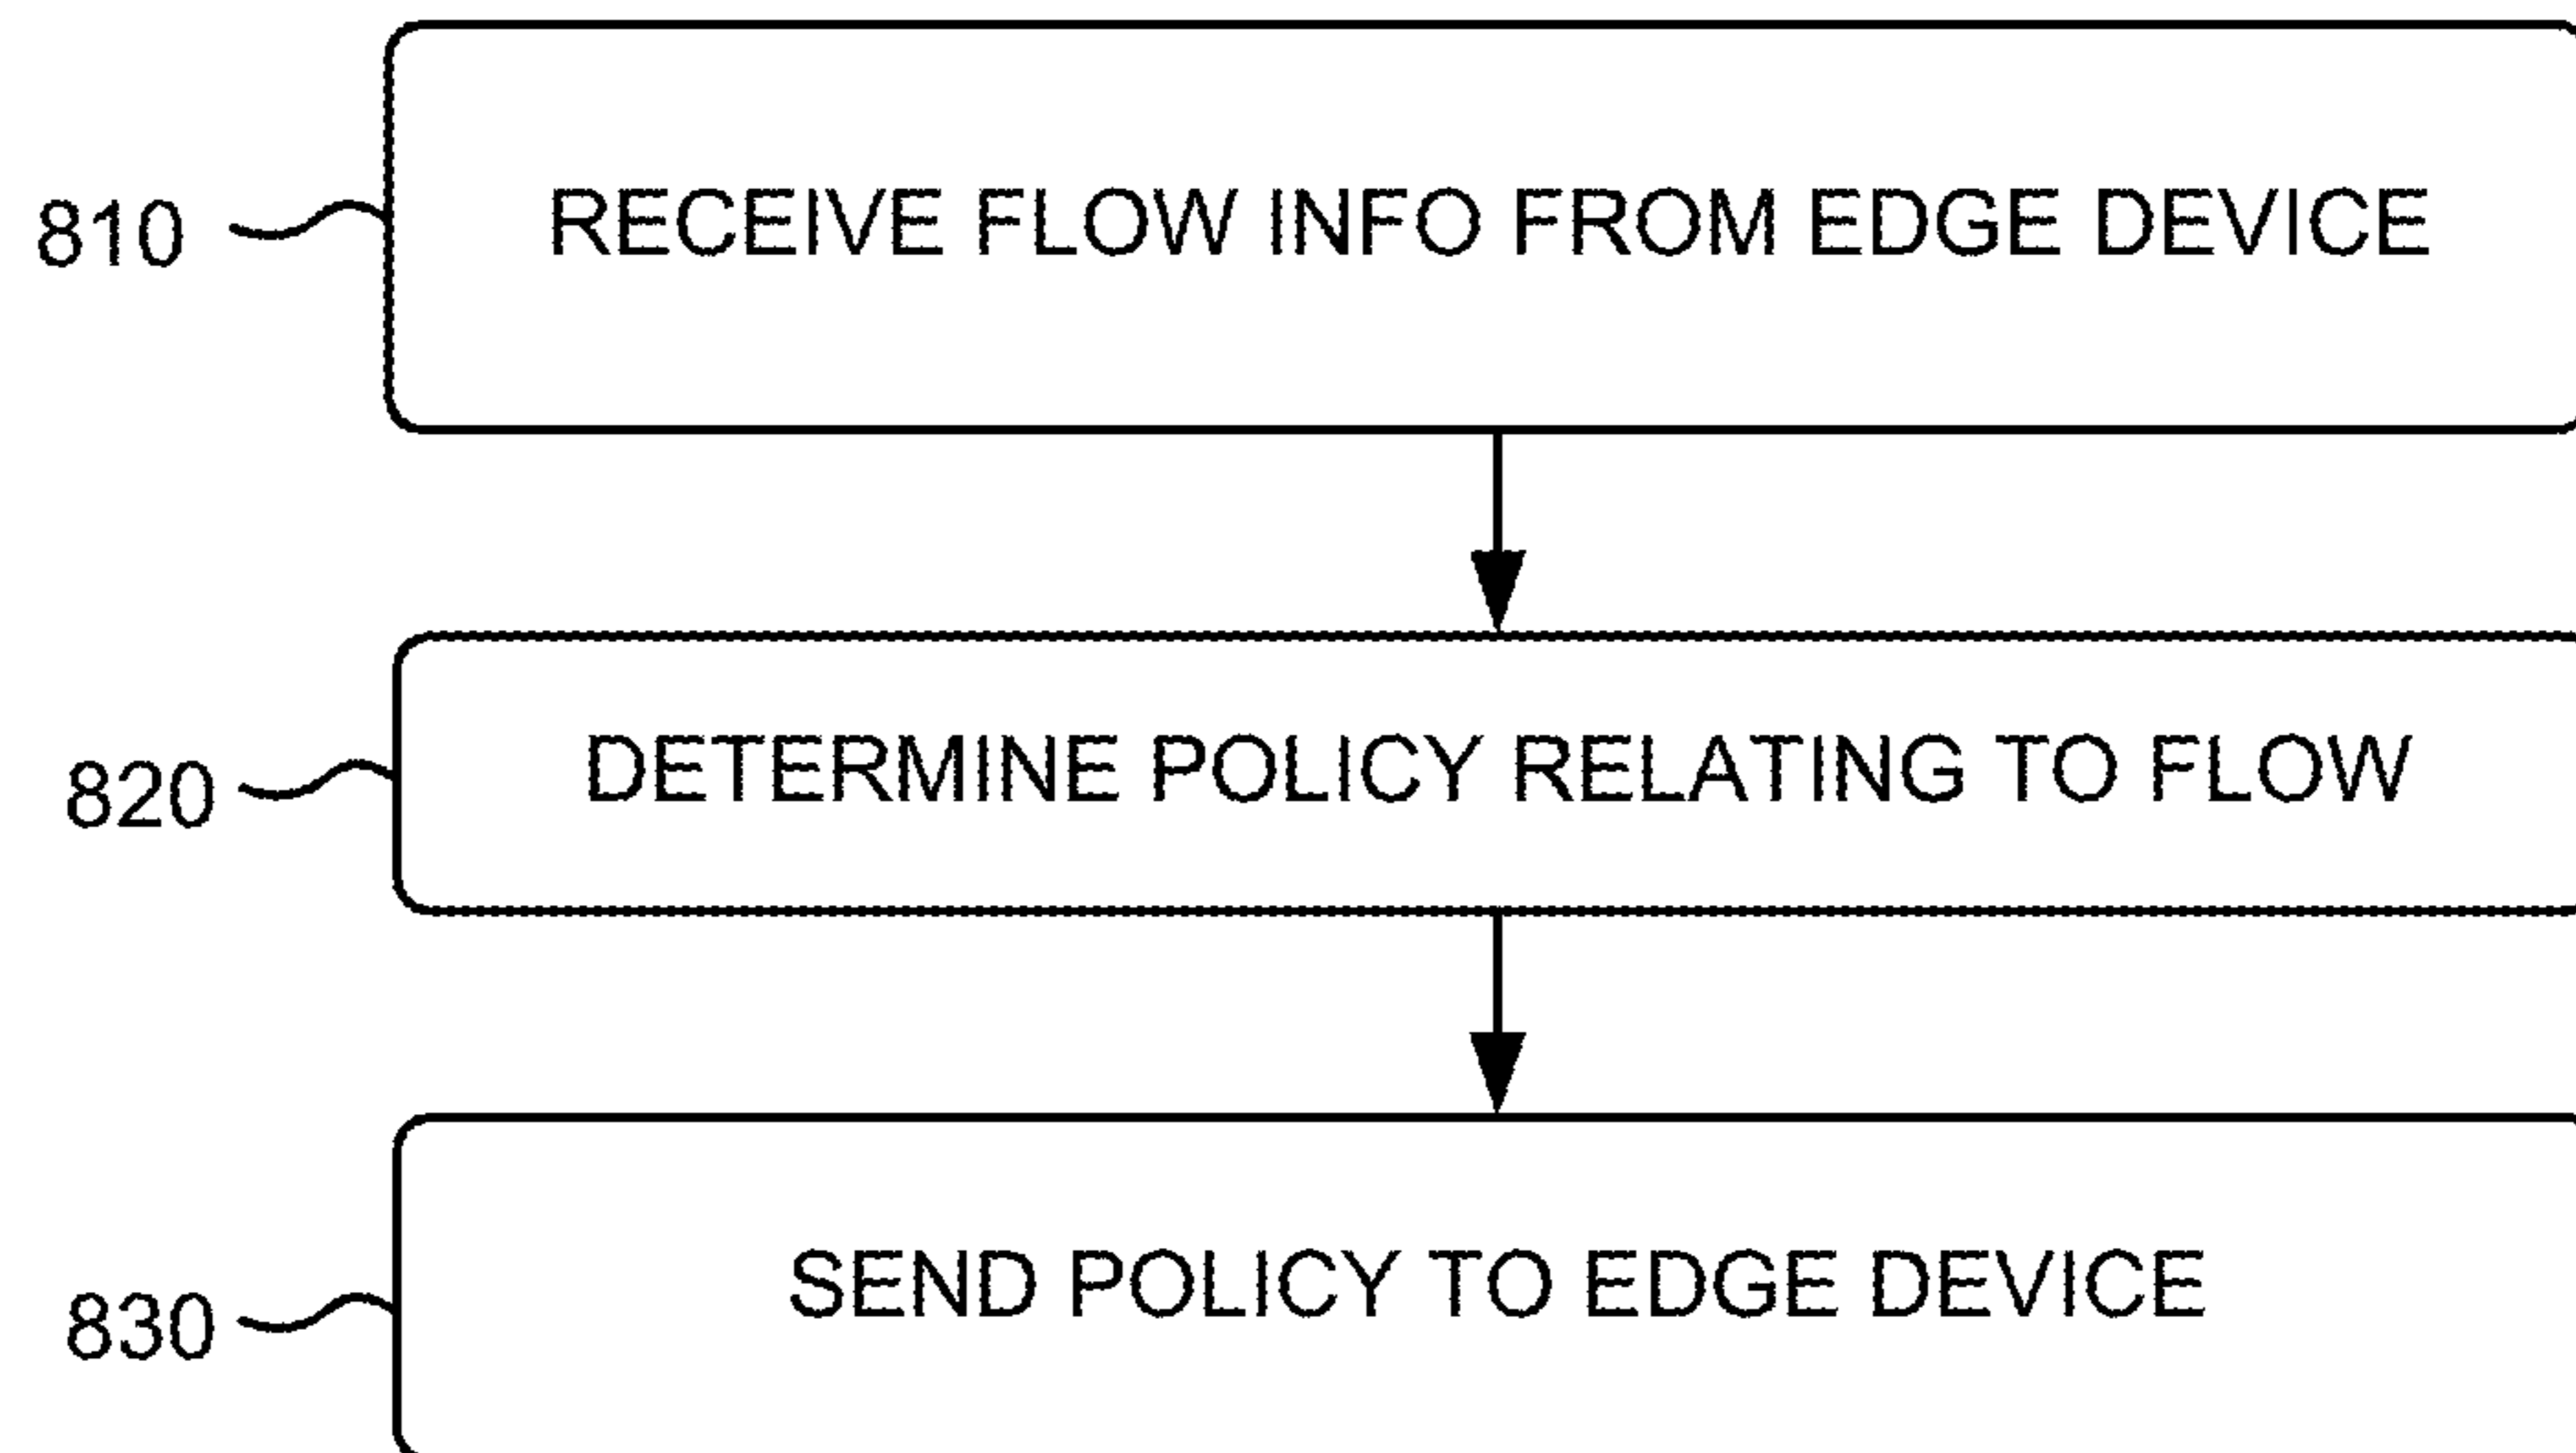 810 RECEIVE FLOW INFO FROM EDGE DEVICE
820 DETERMINE POLICY RELATING TO FLOW
830 SEND POLICY TO EDGE DEVICE